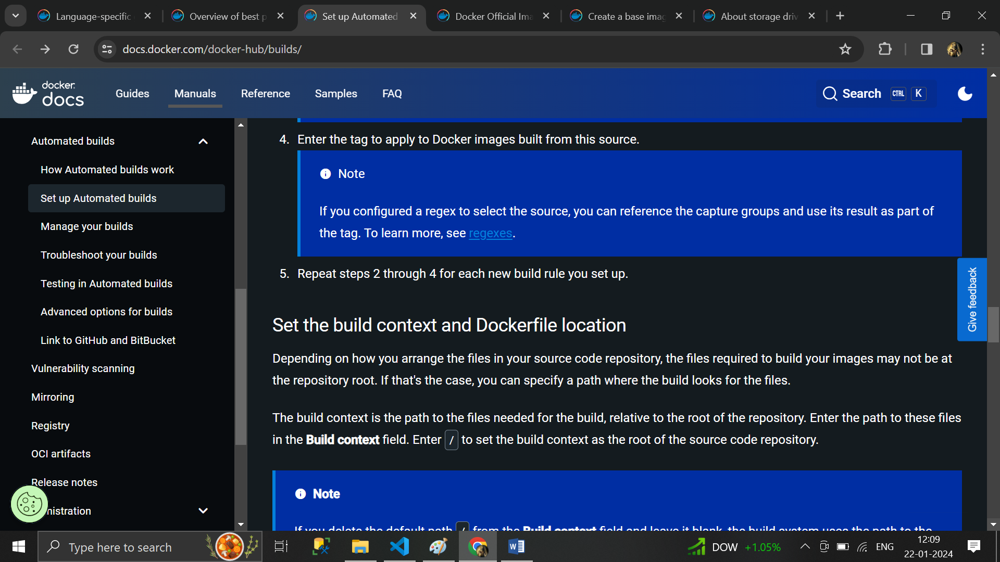 Language-specific
Overview of best p
Set up Automated
Docker Official Ima
Create a base imag
About storage driv
docs.docker.com/docker-hub/builds/
docker
docs
Guides
Manuals
Reference
Samples
FAQ
Search
CTRL
K
Automated builds
How Automated builds work
Set up Automated builds
Manage your builds
Troubleshoot your builds
Testing in Automated builds
Advanced options for builds
Link to GitHub and BitBucket
Vulnerability scanning
Mirroring
Registry
OCI artifacts
Release notes
nistration
4. Enter the tag to apply to Docker images built from this source.
Note
If you configured a regex to select the source, you can reference the capture groups and use its result as part of
the tag. To learn more, see regexes.
5. Repeat steps 2 through 4 for each new build rule you set up.
Set the build context and Dockerfile location
Depending on how you arrange the files in your source code repository, the files required to build your images may not be at
the repository root. If that's the case, you can specify a path where the build looks for the files.
The build context is the path to the files needed for the build, relative to the root of the repository. Enter the path to these files
in the Build context field. Enter / to set the build context as the root of the source code repository.
Note
If you delete the default path / from the Build context field and leave it blank, the build system uses the path to the
Give feedback
Type here to search
DOW +1.05%
ENG
12:09
22-01-2024